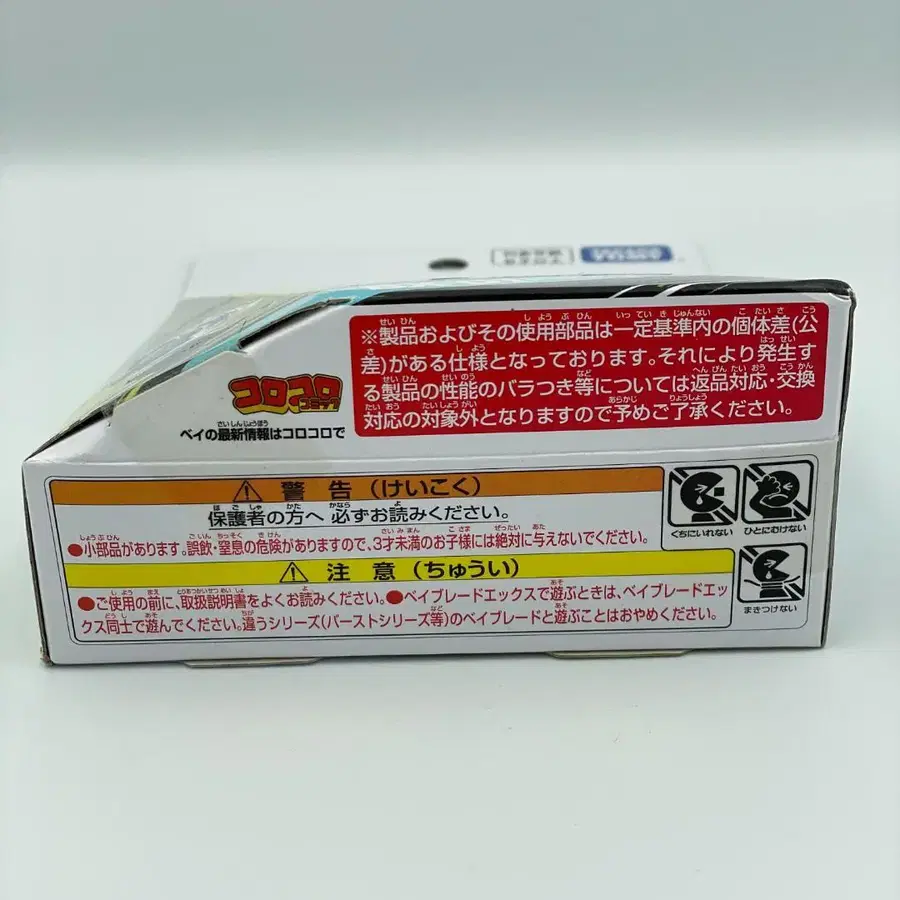 ※製品およびその使用部品は一定基準内の個体差(公
差)がある仕様となっております。それにより発生す
る製品の性能のバラつき等については返品対応・交換
対応の対象外となりますので予めご了承ください。
コロコロ
コミック
ベイの最新情報はコロコロで
⚠ 警告(けいこく)
保護者の方へ 必ずお読みください。
●小部品があります。誤飲・窒息の危険がありますので、3才未満のお子様には絶対に与えないでください。
⚠ 注意(ちゅうい)
●ご使用の前に、取扱説明書をよくお読みください。●ベイブレードエックスで遊ぶときは、ベイブレードエッ
クス同士で遊んでください。違うシリーズ(バーストシリーズ等)のベイブレードと遊ぶことはおやめください。
くちにいれない
ひとにむけない
まきつけない